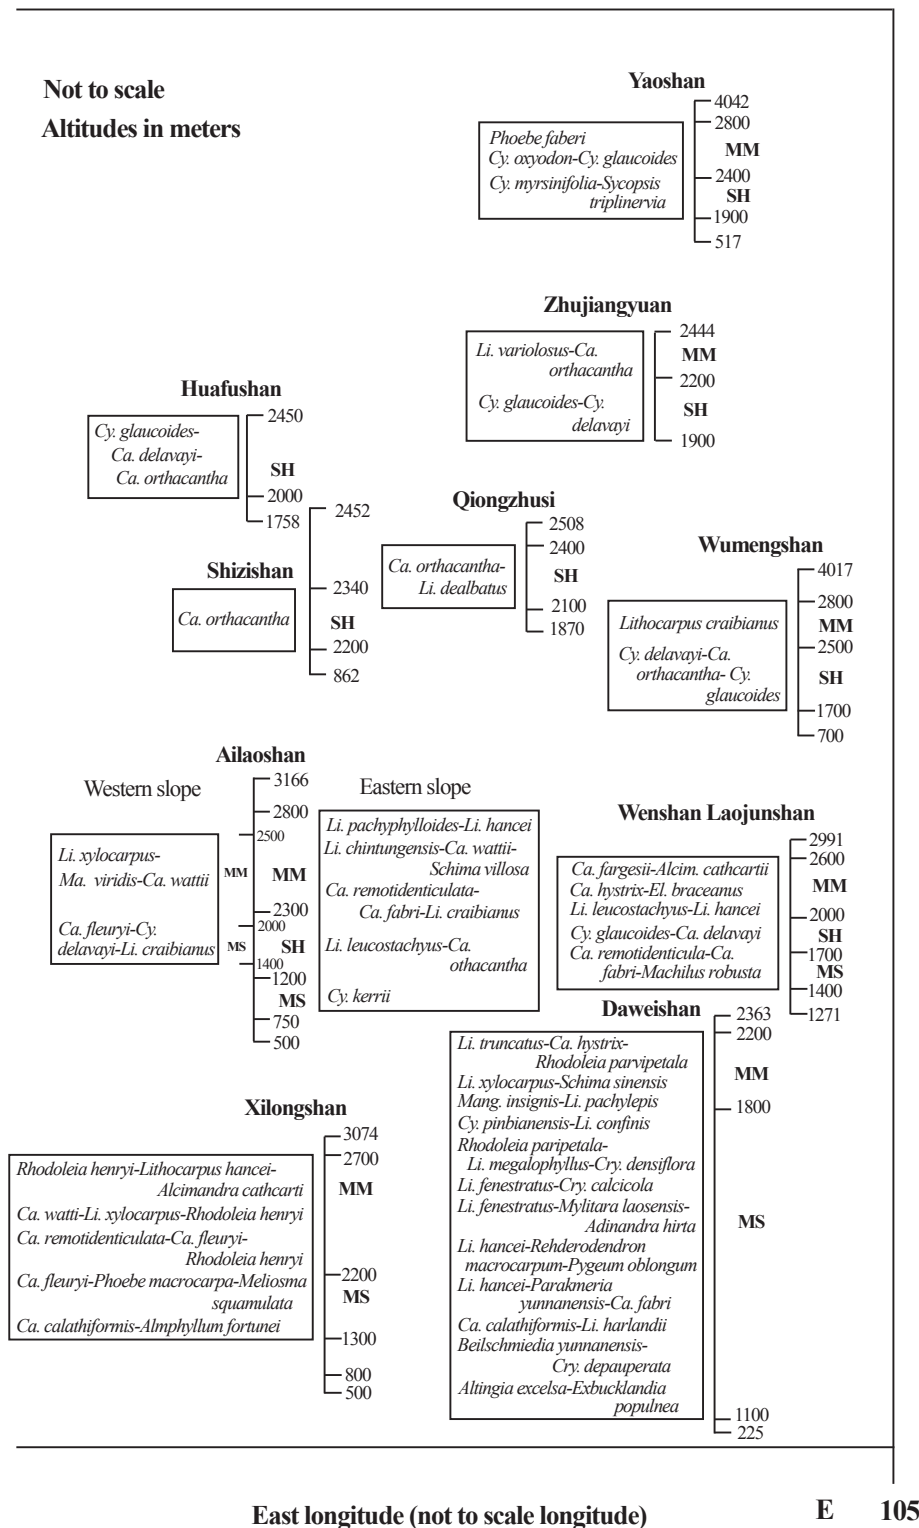 Not to scale
Altitudes in meters
Yaoshan
4042
2800
MM
2400
SH
1900
517
Phoebe faberi
Cy. oxyodon-Cy. glaucoides
Cy. myrsinifolia-Sycopsis
triplinervia
Zhujiangyuan
2444
MM
2200
SH
1900
Li. variolosus-Ca.
orthacantha
Cy. glaucoides-Cy.
delavayi
Huafushan
2450
SH
2000
1758
Cy. glaucoides-
Ca. delavayi-
Ca. orthacantha
Shizishan
2452
2340
SH
2200
862
Ca. orthacantha
Qiongzhusi
2508
2400
SH
2100
1870
Ca. orthacantha-
Li. dealbatus
Wumengshan
4017
2800
MM
2500
SH
1700
700
Lithocarpus craibianus
Cy. delavayi-Ca.
orthacantha- Cy.
glaucoides
Ailaoshan
Western slope
Eastern slope
3166
2800
2500
MM
MM
2300
2000
MS
SH
1400
1200
MS
750
500
Li. xylocarpus-
Ma. viridis-Ca. wattii
Ca. fleuryi-Cy.
delavayi-Li. craibianus
Li. pachyphylloides-Li. hancei
Li. chintungensis-Ca. wattii-
Schima villosa
Ca. remotidenticulata-
Ca. fabri-Li. craibianus
Li. leucostachyus-Ca.
othacantha
Cy. kerrii
Wenshan Laojunshan
2991
2600
MM
2000
SH
1700
MS
1400
1271
Ca. fargesii-Alcim. cathcartii
Ca. hystrix-El. braceanus
Li. leucostachyus-Li. hancei
Cy. glaucoides-Ca. delavayi
Ca. remotidenticula-Ca.
fabri-Machilus robusta
Daweishan
2363
2200
MM
1800
MS
1100
225
Li. truncatus-Ca. hystrix-
Rhodoleia parvipetala
Li. xylocarpus-Schima sinensis
Mang. insignis-Li. pachylepis
Cy. pinbianensis-Li. confinis
Rhodoleia paripetala-
Li. megalophyllus-Cry. densiflora
Li. fenestratus-Cry. calcicola
Li. fenestratus-Mylitara laosensis-
Adinandra hirta
Li. hancei-Rehderodendron
macrocarpum-Pygeum oblongum
Li. hancei-Parakmeria
yunnanensis-Ca. fabri
Ca. calathiformis-Li. harlandii
Beilschmiedia yunnanensis-
Cry. depauperata
Altingia excelsa-Exbucklandia
populnea
Xilongshan
3074
2700
MM
2200
MS
1300
800
500
Rhodoleia henryi-Lithocarpus hancei-
Alcimandra cathcarti
Ca. watti-Li. xylocarpus-Rhodoleia henryi
Ca. remotidenticulata-Ca. fleuryi-
Rhodoleia henryi
Ca. fleuryi-Phoebe macrocarpa-Meliosma
squamulata
Ca. calathiformis-Almphyllum fortunei
East longitude (not to scale longitude)
E 105